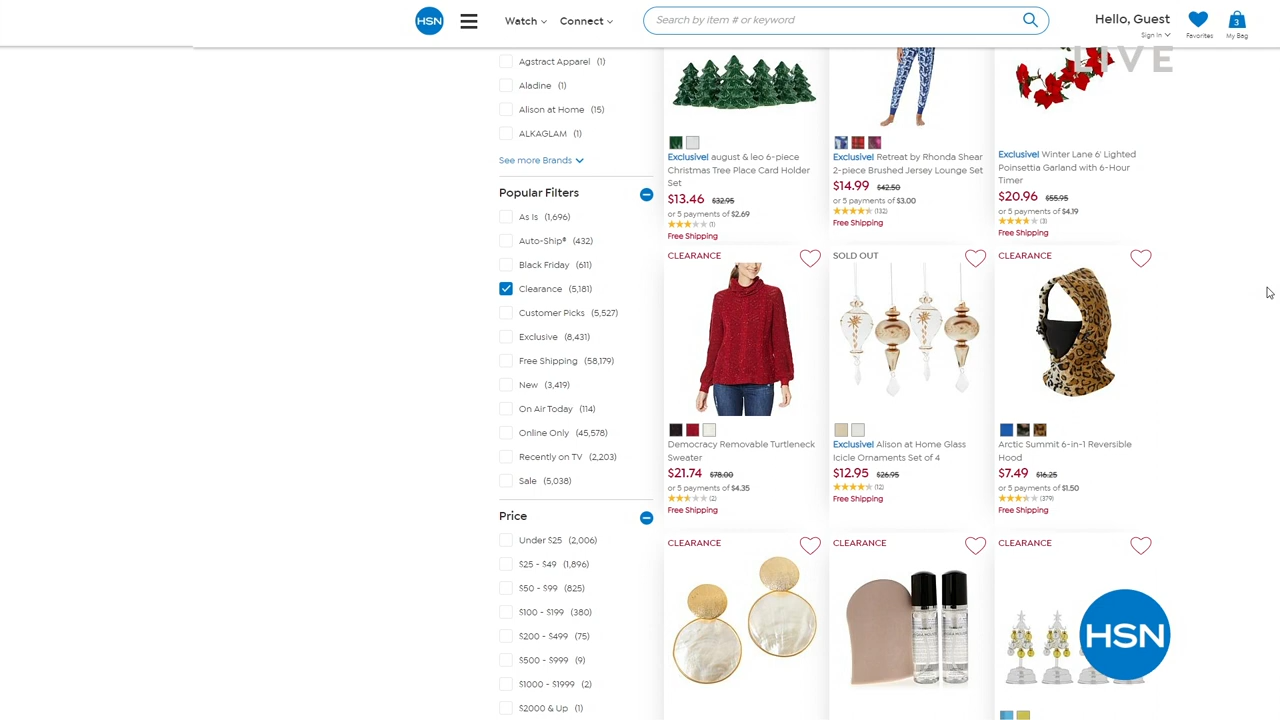 HSN
Watch
Connect
Search by item # or keyword
Hello, Guest
Sign In
Favorites
3
My Bag
LIVE
Agstract Apparel (1)
Aladine (1)
Alison at Home (15)
ALKAGLAM (1)
See more Brands
Popular Filters
As Is (1,696)
Auto-Ship® (432)
Black Friday (611)
Clearance (5,181)
Customer Picks (5,527)
Exclusive (8,431)
Free Shipping (58,179)
New (3,419)
On Air Today (114)
Online Only (45,578)
Recently on TV (2,203)
Sale (5,038)
Price
Under $25 (2,006)
$25 - $49 (1,896)
$50 - $99 (825)
$100 - $199 (380)
$200 - $499 (75)
$500 - $999 (9)
$1000 - $1999 (2)
$2000 & Up (1)
Exclusive! august & leo 6-piece
Christmas Tree Place Card Holder
Set
$13.46 $32.95
or 5 payments of $2.69
(1)
Free Shipping
Exclusive! Retreat by Rhonda Shear
2-piece Brushed Jersey Lounge Set
$14.99 $42.50
or 5 payments of $3.00
(132)
Free Shipping
Exclusive! Winter Lane 6' Lighted
Poinsettia Garland with 6-Hour
Timer
$20.96 $55.95
or 5 payments of $4.19
(3)
Free Shipping
CLEARANCE
Democracy Removable Turtleneck
Sweater
$21.74 $78.00
or 5 payments of $4.35
(2)
Free Shipping
SOLD OUT
Exclusive! Alison at Home Glass
Icicle Ornaments Set of 4
$12.95 $26.95
(12)
Free Shipping
CLEARANCE
Arctic Summit 6-in-1 Reversible
Hood
$7.49 $16.25
or 5 payments of $1.50
(379)
Free Shipping
CLEARANCE
CLEARANCE
CLEARANCE
HSN